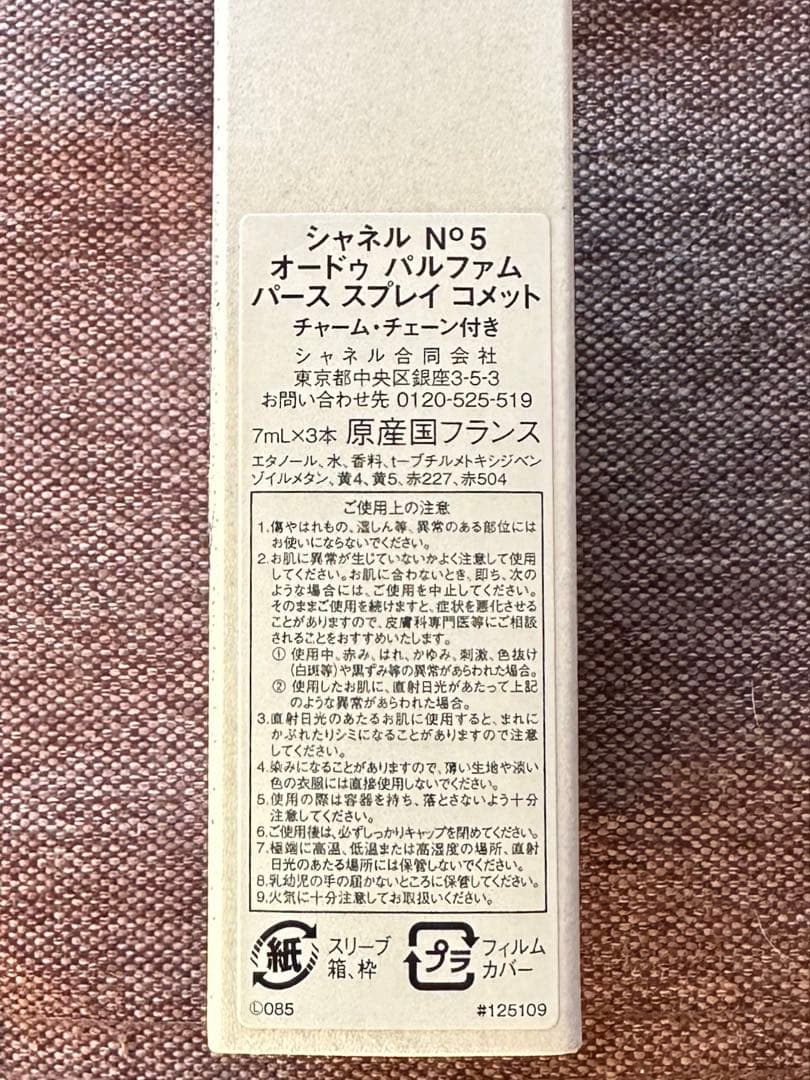 シャネル Nº5
オードゥ パルファム
パース スプレイ コメット
チャーム・チェーン付き
シャネル合同会社
東京都中央区銀座3-5-3
お問い合わせ先 0120-525-519
7mL×3本 原産国フランス
エタノール、水、香料、t-ブチルメトキシジベン
ゾイルメタン、黄4、黄5、赤227、赤504
ご使用上の注意
1.傷やはれもの、湿しん等、異常のある部位には
お使いにならないでください。
2.お肌に異常が生じていないかよく注意して使用
してください。お肌に合わないとき、即ち、次の
ような場合には、ご使用を中止してください。
そのままご使用を続けますと、症状を悪化させる
ことがありますので、皮膚科専門医等にご相談
されることをおすすめいたします。
① 使用中、赤み、はれ、かゆみ、刺激、色抜け
(白斑等)や黒ずみ等の異常があらわれた場合。
② 使用したお肌に、直射日光があたって上記
のような異常があらわれた場合。
3.直射日光のあたるお肌に使用すると、まれに
かぶれたりシミになることがありますので注意
してください。
4.染みになることがありますので、薄い生地や淡い
色の衣服には直接使用しないでください。
5.使用の際は容器を持ち、落とさないよう十分
注意してください。
6.ご使用後は、必ずしっかりキャップを閉めてください。
7.極端に高温、低温または高湿度の場所、直射
日光のあたる場所には保管しないでください。
8.乳幼児の手の届かないところに保管してください。
9.火気に十分注意してお取扱いください。
紙 スリーブ
箱、枠
プラ フィルム
カバー
Ⓛ085 #125109